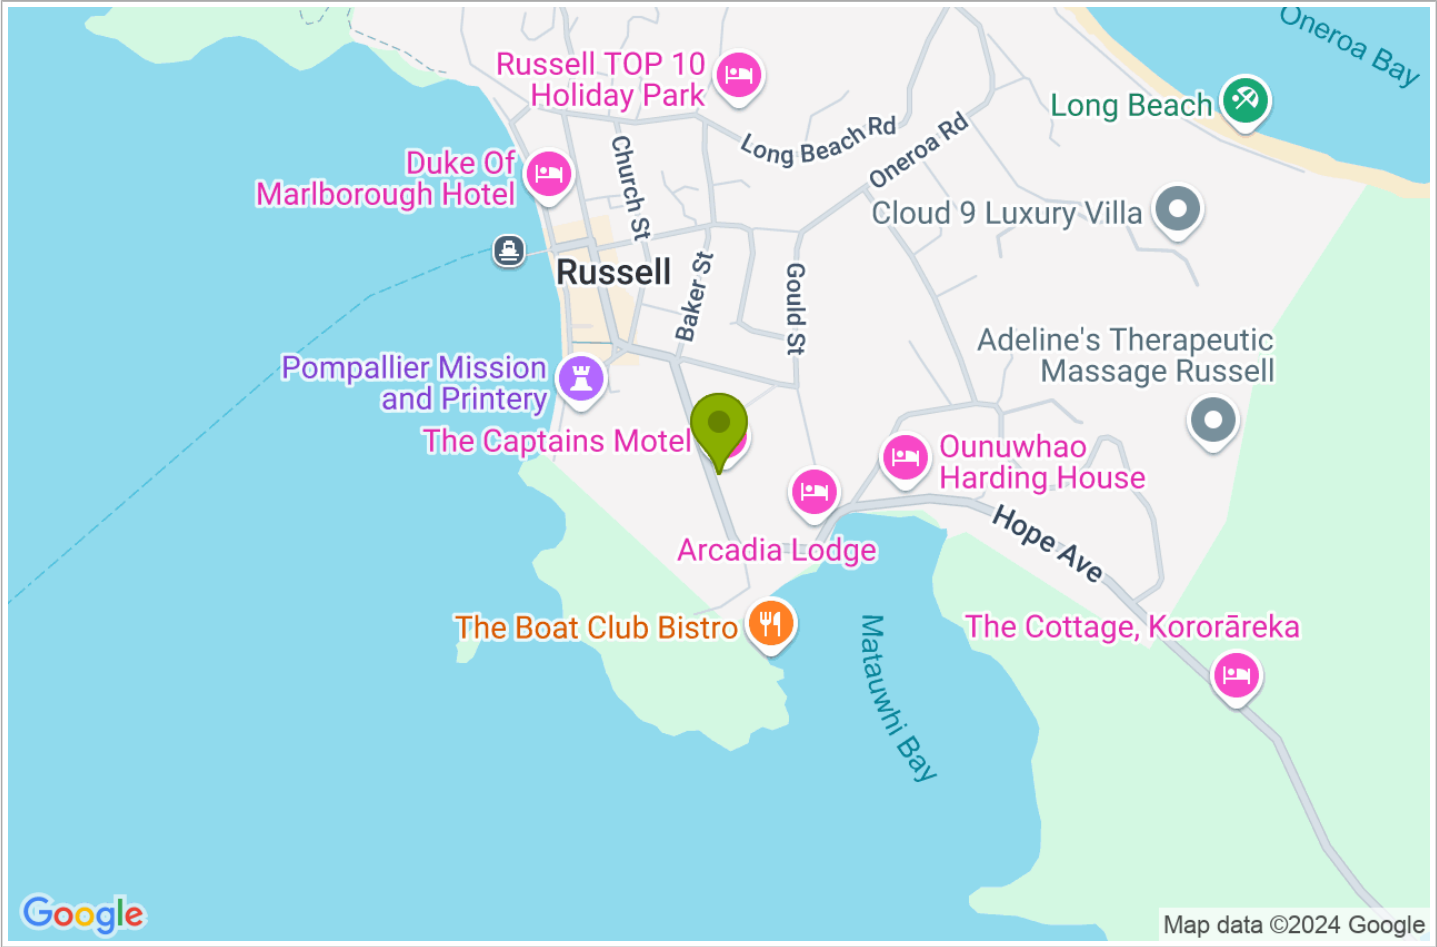 Oneroa Bay
Russell TOP 10
Holiday Park
Long Beach
Long Beach Rd
Oneroa Rd
Church St
Duke Of
Marlborough Hotel
Cloud 9 Luxury Villa
Russell
Baker St
Gould St
Adeline's Therapeutic
Massage Russell
Pompallier Mission
and Printery
The Captains Motel
Ounuwhao
Harding House
Hope Ave
Arcadia Lodge
The Boat Club Bistro
Matauwhi Bay
The Cottage, Kororāreka
Google
Map data ©2024 Google